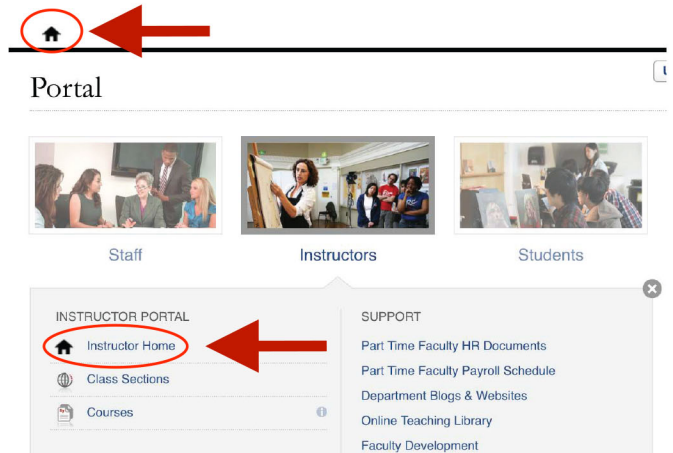 Portal
Staff
Instructors
Students
INSTRUCTOR PORTAL
Instructor Home
Class Sections
Courses
SUPPORT
Part Time Faculty HR Documents
Part Time Faculty Payroll Schedule
Department Blogs & Websites
Online Teaching Library
Faculty Development